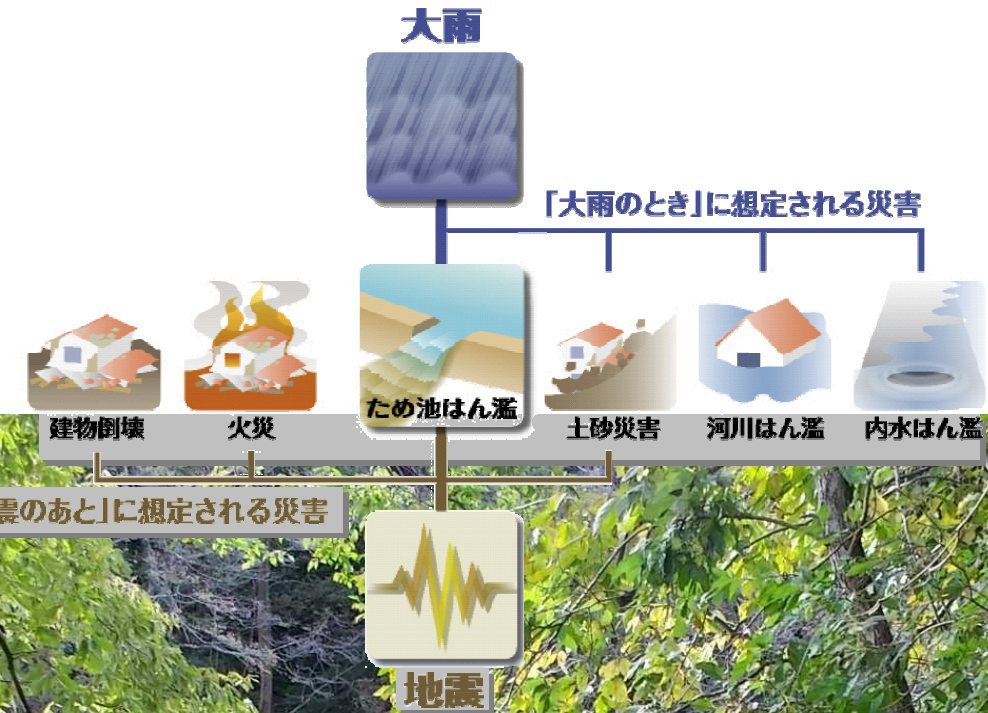 大雨
「大雨のとき」に想定される災害
建物倒壊
火災
ため池はん濫
土砂災害
河川はん濫
内水はん濫
震のあと」に想定される災害
地震